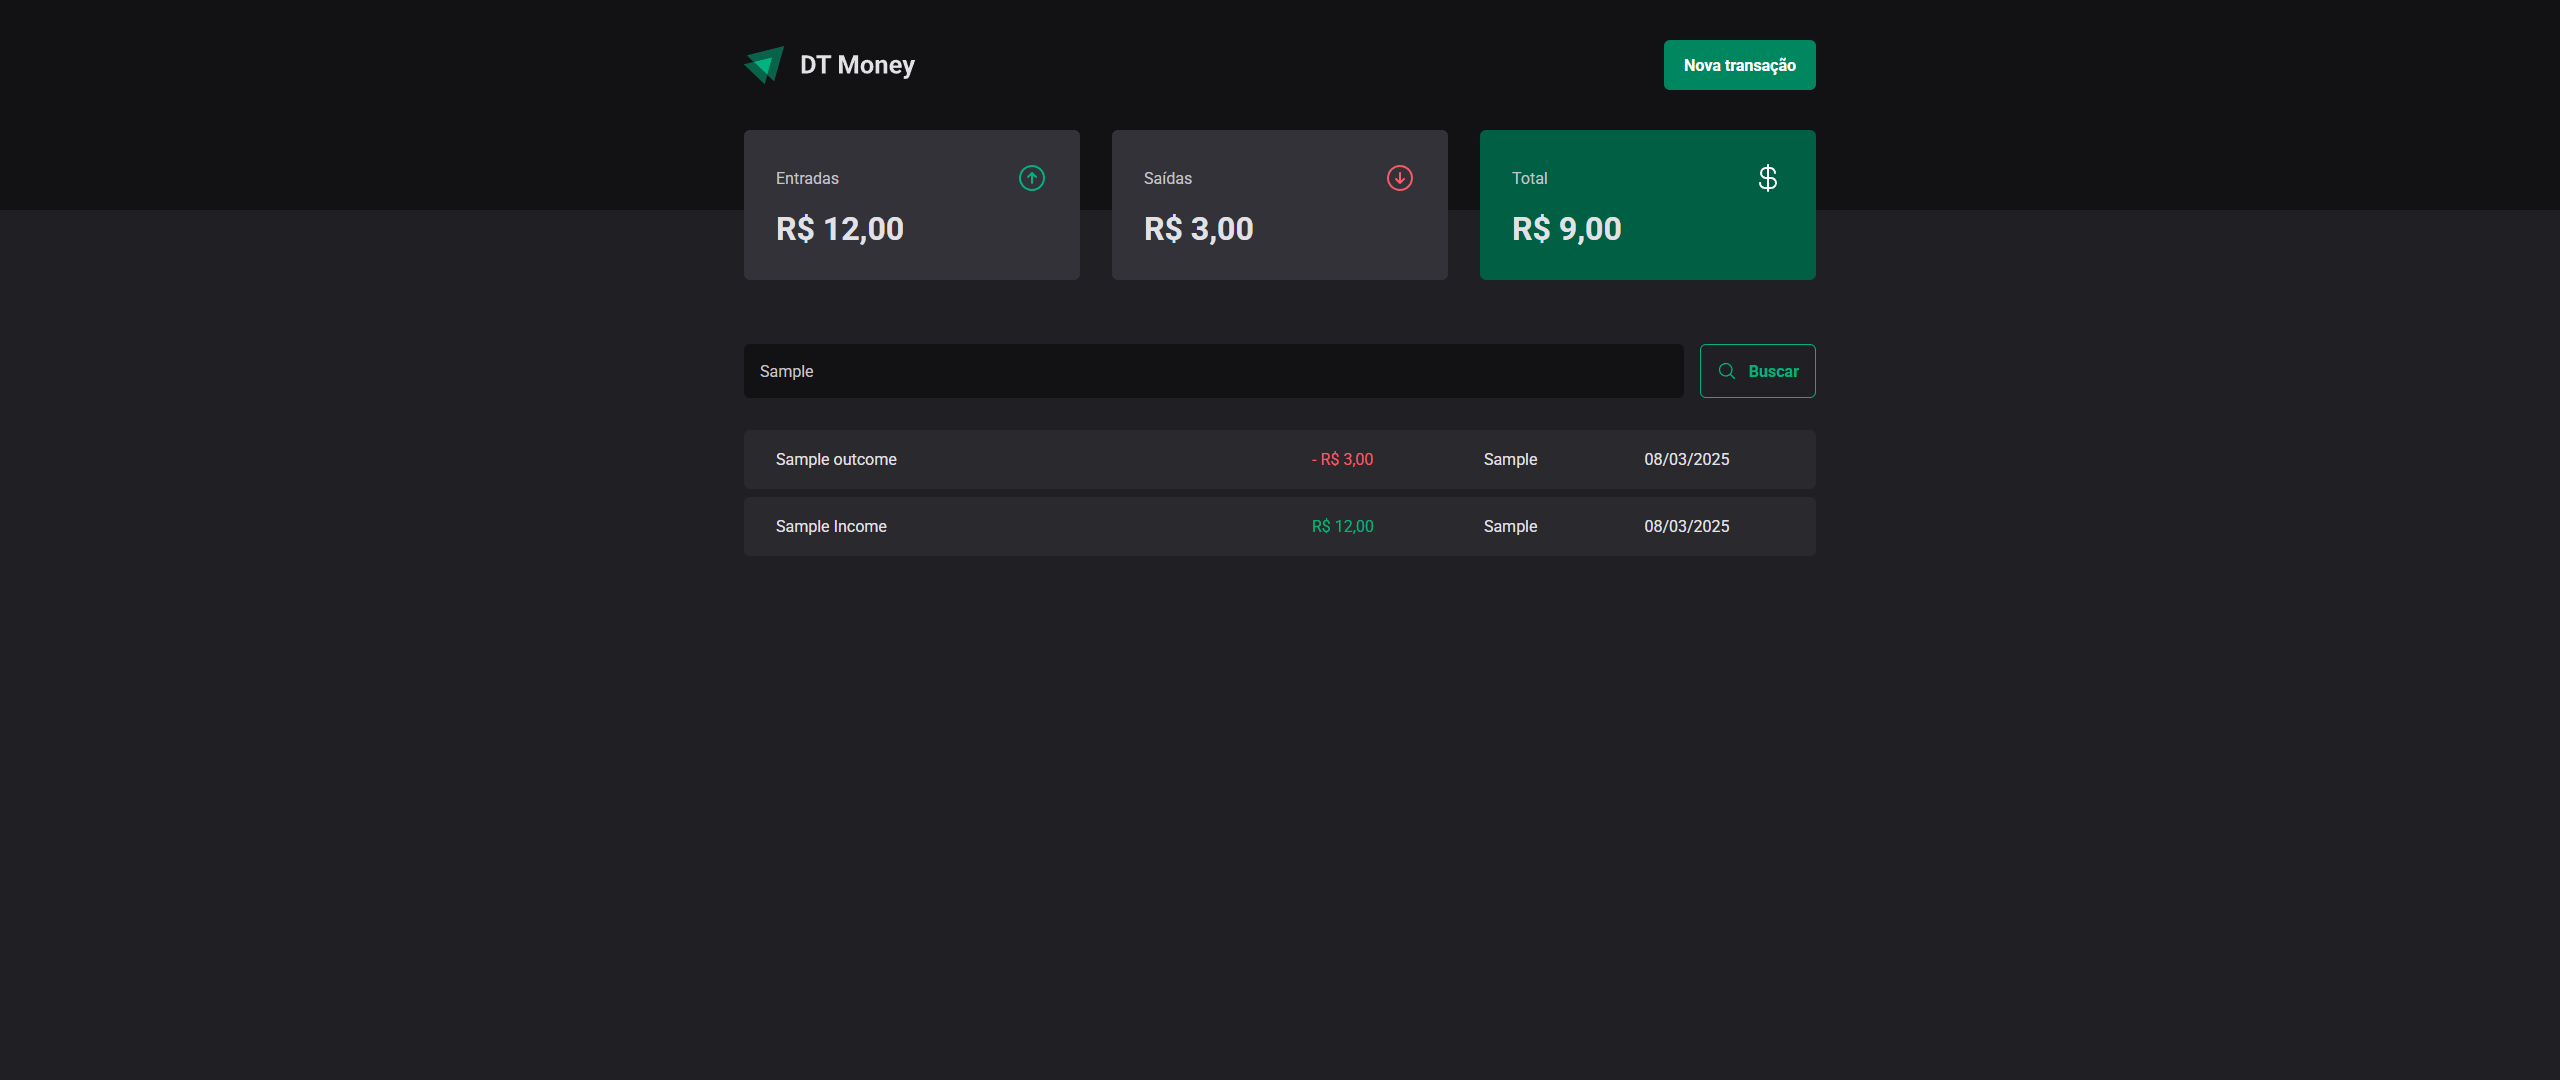 DT Money
Nova transação
Entradas
R$ 12,00
Saídas
R$ 3,00
Total
R$ 9,00
Sample
Buscar
Sample outcome - R$ 3,00 Sample 08/03/2025
Sample Income R$ 12,00 Sample 08/03/2025